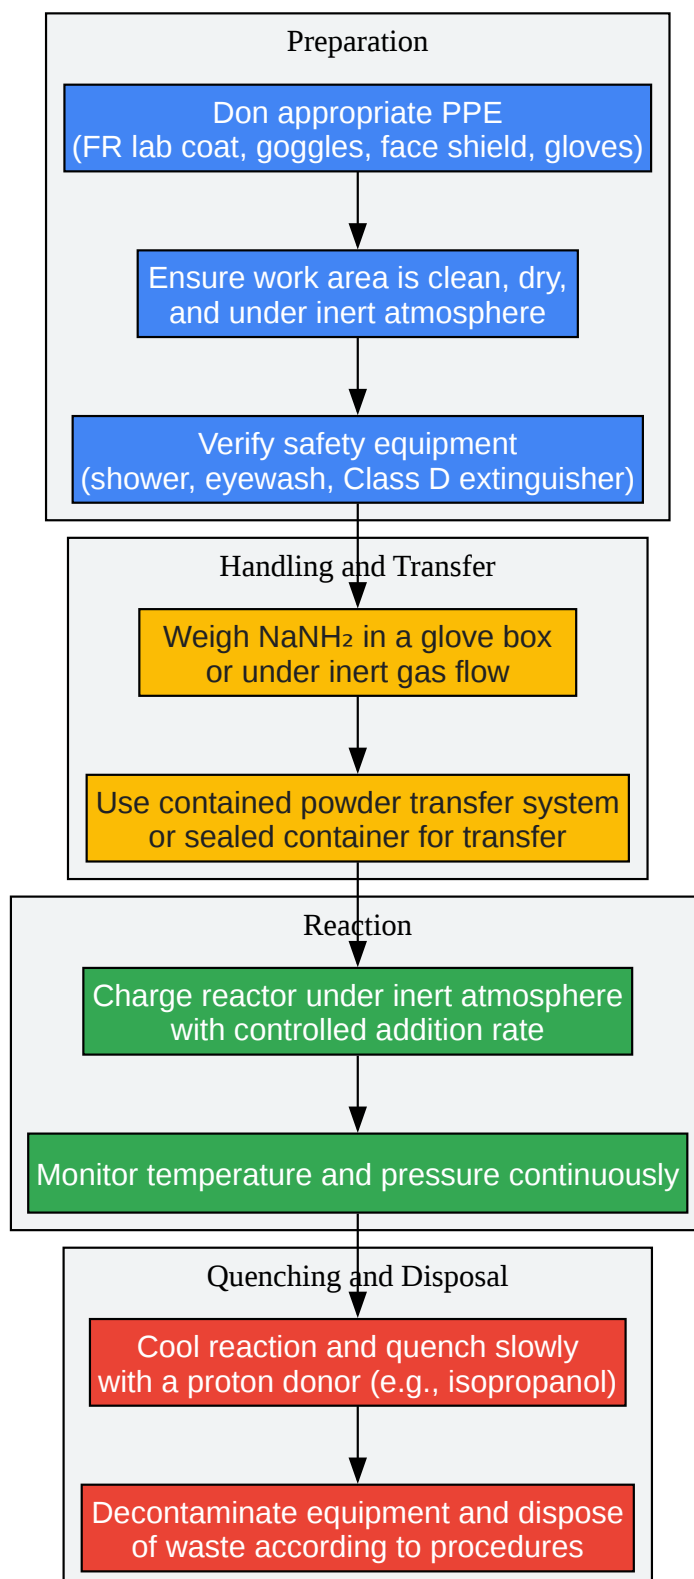 Preparation
Don appropriate PPE
(FR lab coat, goggles, face shield, gloves)
Ensure work area is clean, dry,
and under inert atmosphere
Verify safety equipment
(shower, eyewash, Class D extinguisher)
Handling and Transfer
Weigh NaNH₂ in a glove box
or under inert gas flow
Use contained powder transfer system
or sealed container for transfer
Reaction
Charge reactor under inert atmosphere
with controlled addition rate
Monitor temperature and pressure continuously
Quenching and Disposal
Cool reaction and quench slowly
with a proton donor (e.g., isopropanol)
Decontaminate equipment and dispose
of waste according to procedures